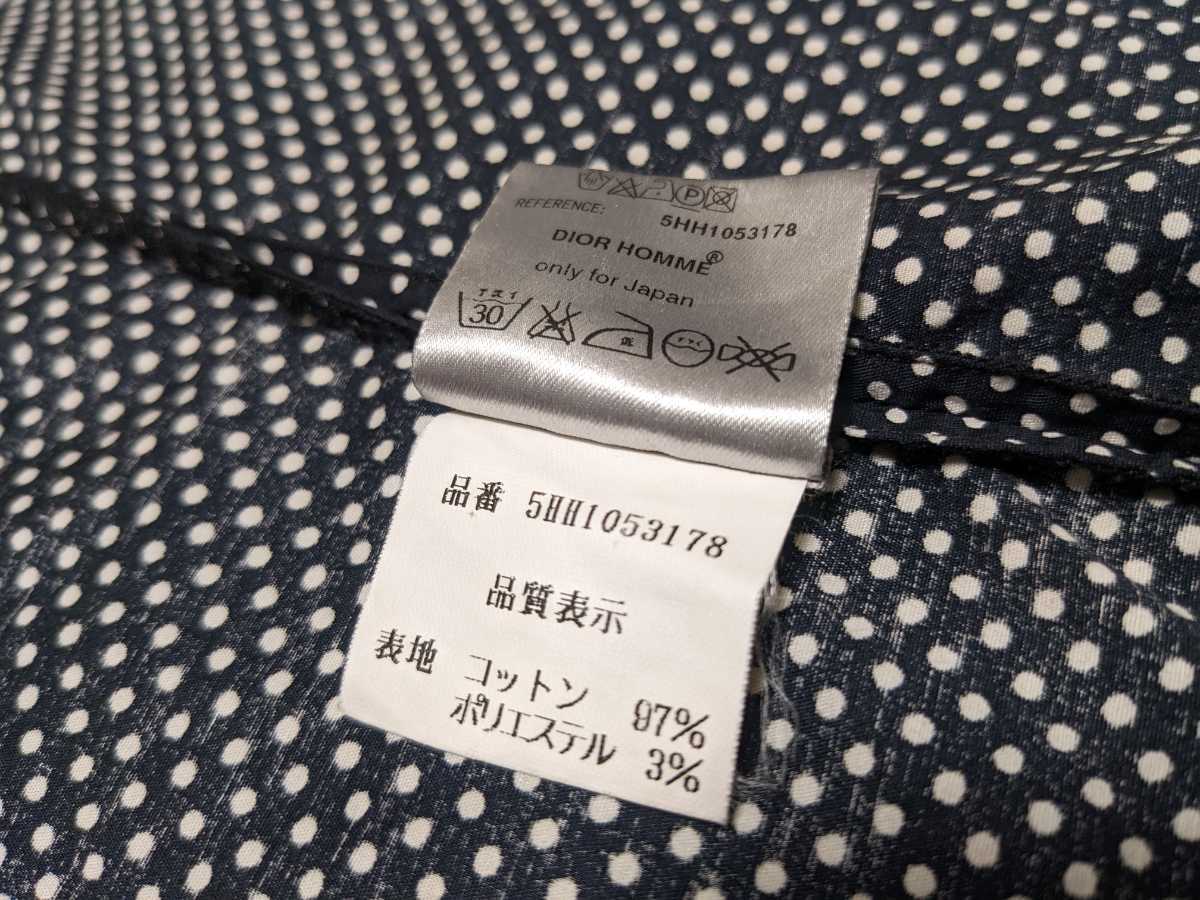 P
REFERENCE: 5HH1053178
DIOR HOMME®
only for Japan
30
品番 5HH1053178
品質表示
表地 コットン 97%
ポリエステル 3%